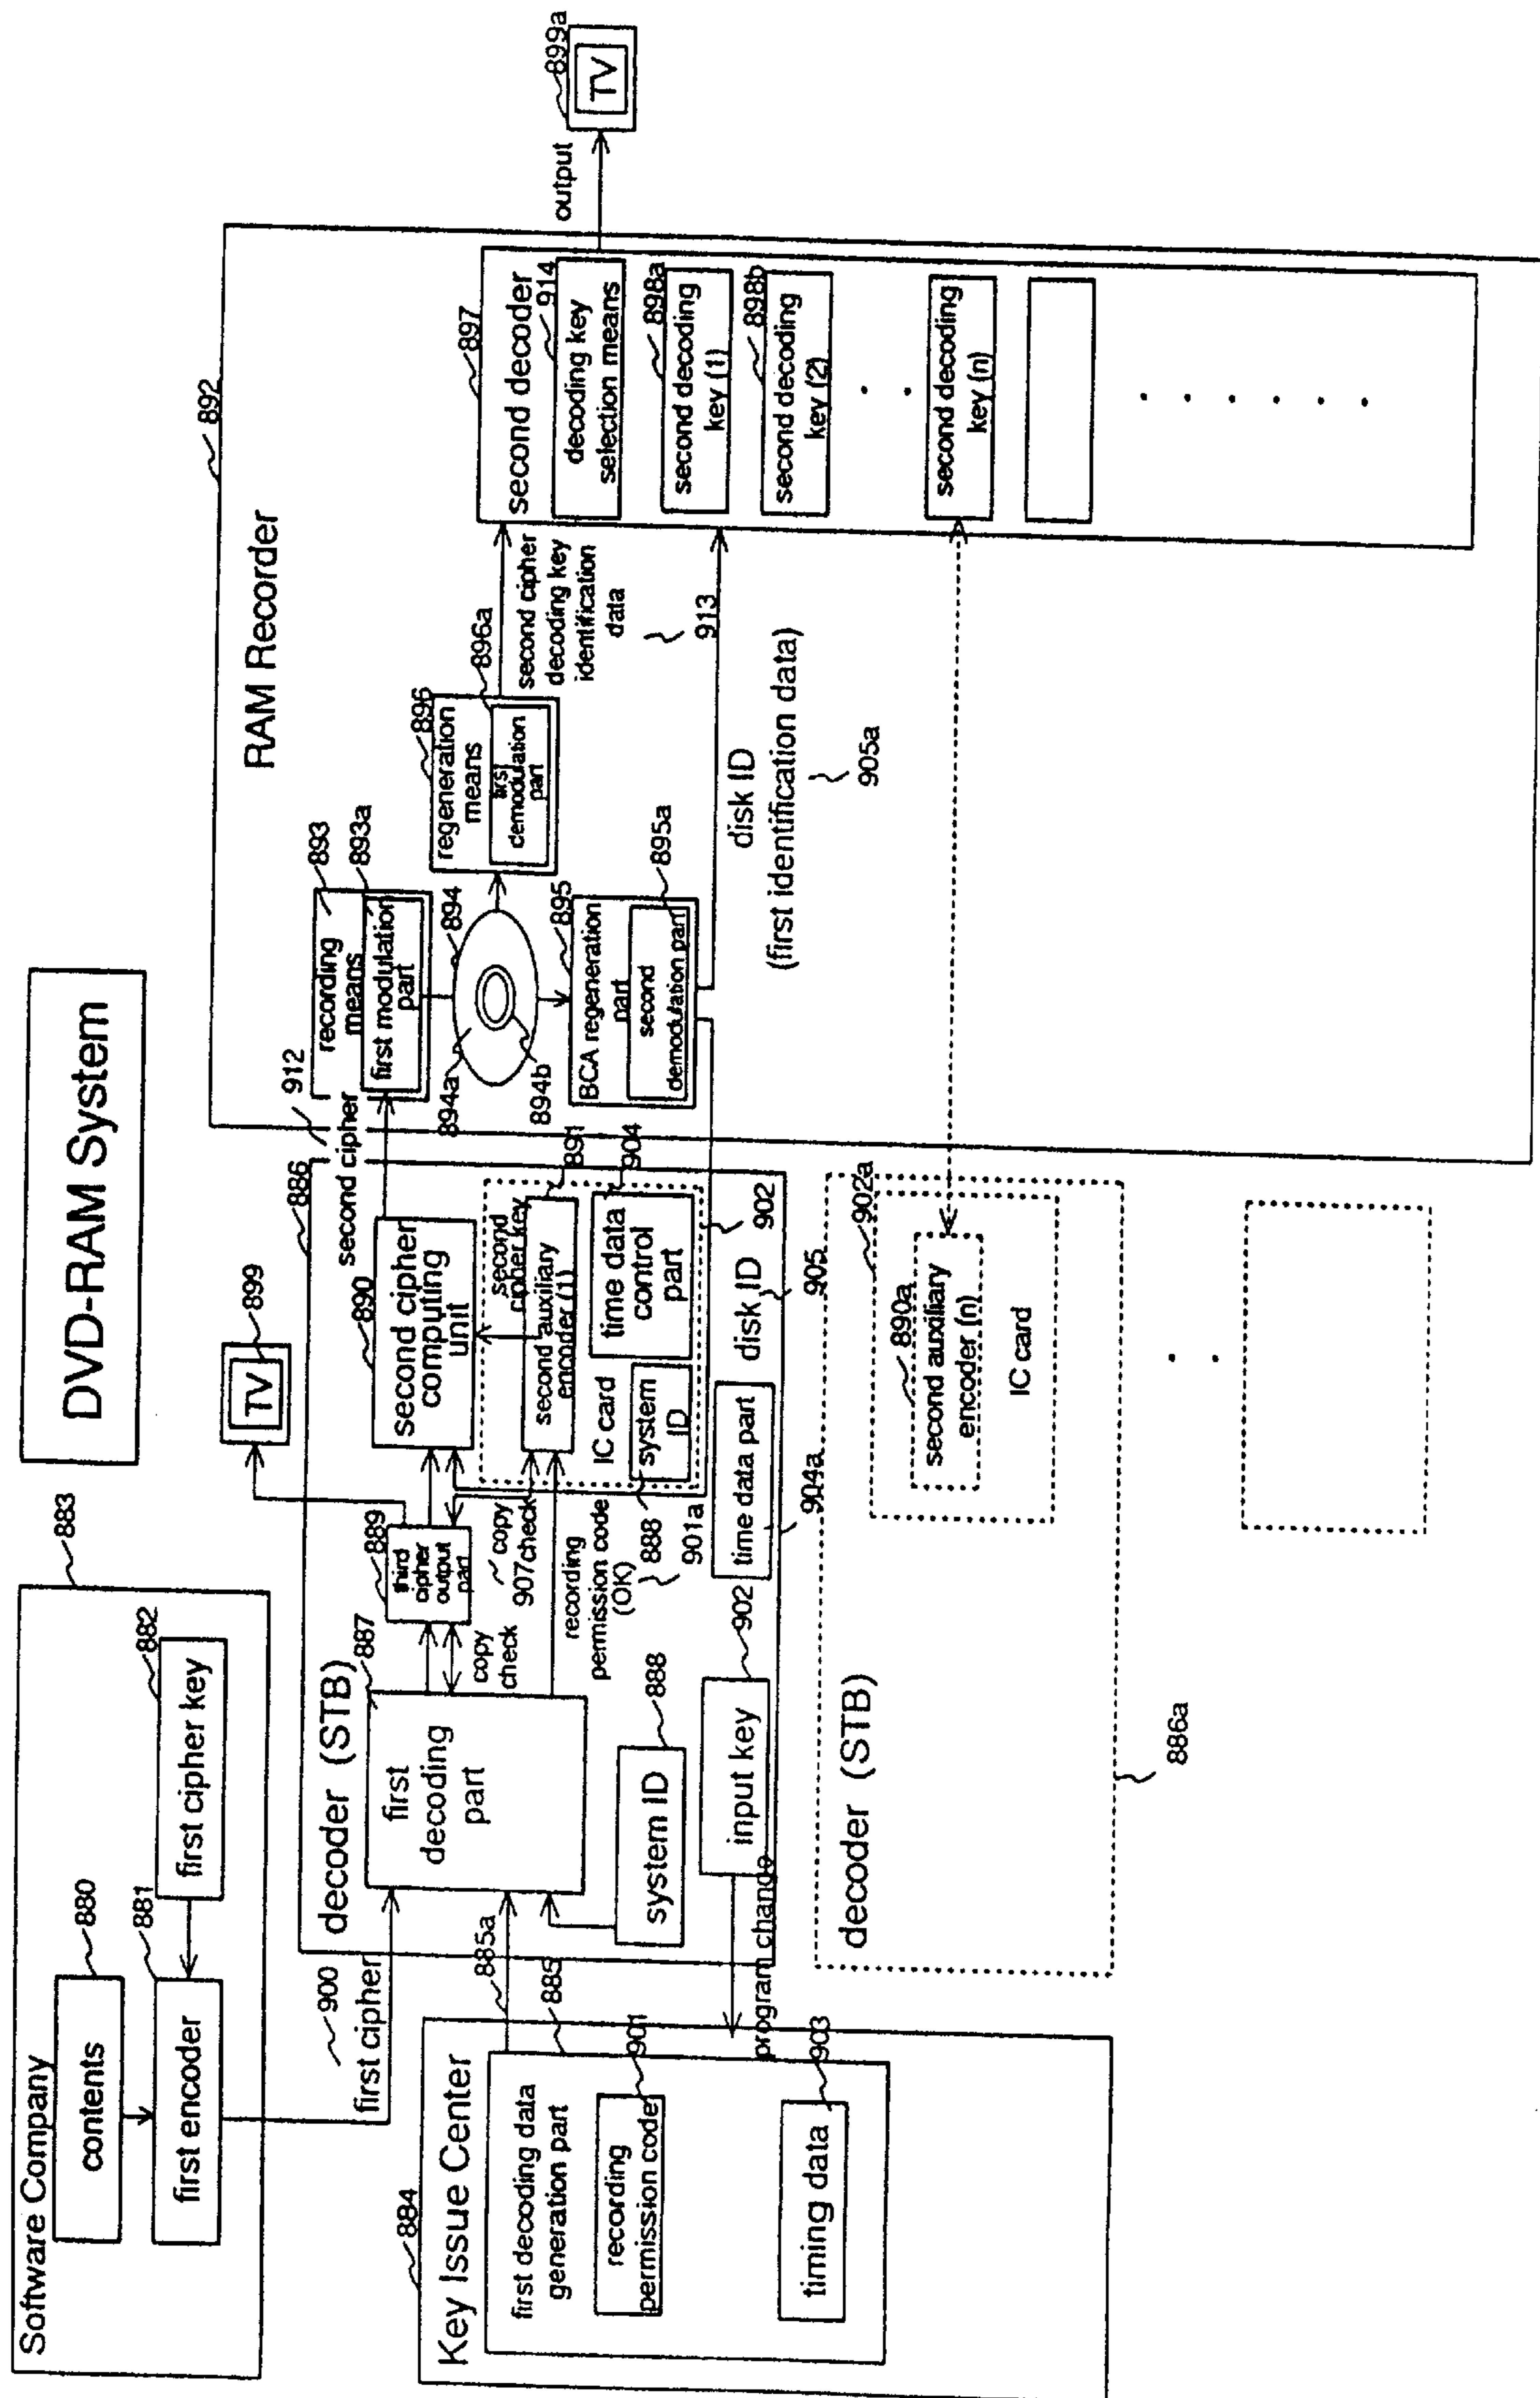 DVD-RAM System
Software Company
883
contents
880
first encoder
881
first cipher key
882
900
first cipher
884
Key Issue Center
first decoding data
generation part
885
885a
recording
permission code
901
timing data
903
program change
decoder (STB)
886
first
decoding
part
887
system ID
888
input key
902
copy
check
third
cipher
output
part
889
TV
899
copy
907
check
recording
permission code
(OK)
888
901a
second cipher
computing
unit
890
second cipher
912
second
cipher key
891
second auxiliary
encoder (1)
IC card
system
ID
time data
control
part
904
902
time data part
904a
disk ID
905
decoder (STB)
886a
902a
890a
second auxiliary
encoder (n)
IC card
RAM Recorder
892
recording
means
893
first modulation
part
893a
894
894a
894b
BCA regeneration
part
895
second
demodulation part
895a
regeneration
means
896
first
demodulation
part
896a
second cipher
decoding key
identification
data
913
disk ID
(first identification data)
905a
897
second decoder
914
decoding key
selection means
second decoding
key (1)
898a
second decoding
key (2)
898b
second decoding
key (n)
output
TV
899a